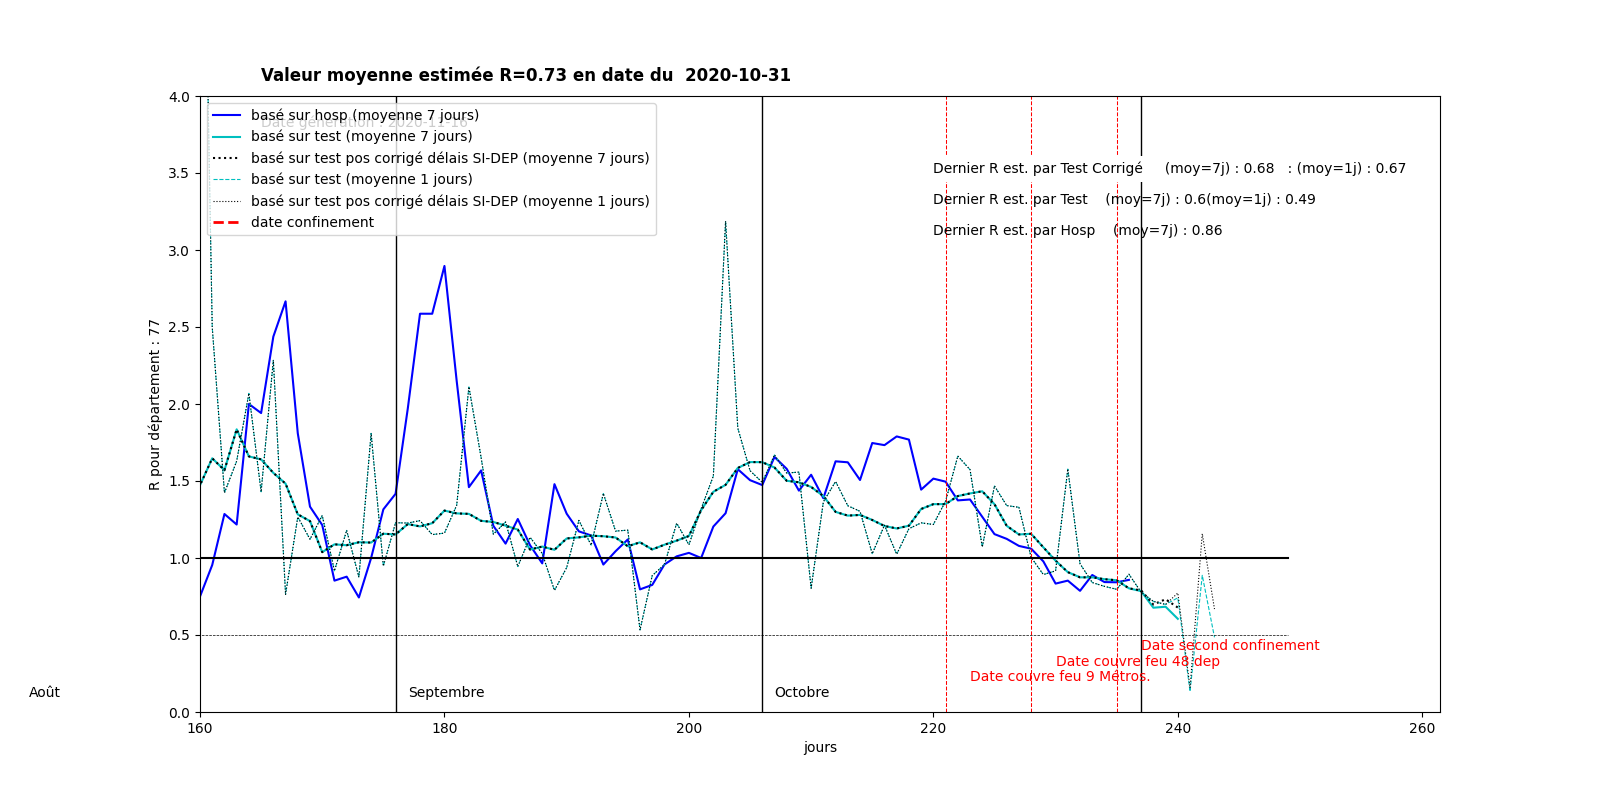 Valeur moyenne estimée R=0.73 en date du  2020-10-31
Date génération : 2020-11-16
basé sur hosp (moyenne 7 jours)
basé sur test (moyenne 7 jours)
basé sur test pos corrigé délais SI-DEP (moyenne 7 jours)
basé sur test (moyenne 1 jours)
basé sur test pos corrigé délais SI-DEP (moyenne 1 jours)
date confinement
Dernier R est. par Test Corrigé     (moy=7j) : 0.68   : (moy=1j) : 0.67
Dernier R est. par Test    (moy=7j) : 0.6(moy=1j) : 0.49
Dernier R est. par Hosp    (moy=7j) : 0.86
4.0
3.5
3.0
2.5
2.0
1.5
1.0
0.5
0.0
R pour département : 77
Date second confinement
Date couvre feu 48 dep
Date couvre feu 9 Métros.
Août
Septembre
Octobre
160
180
200
220
240
260
jours